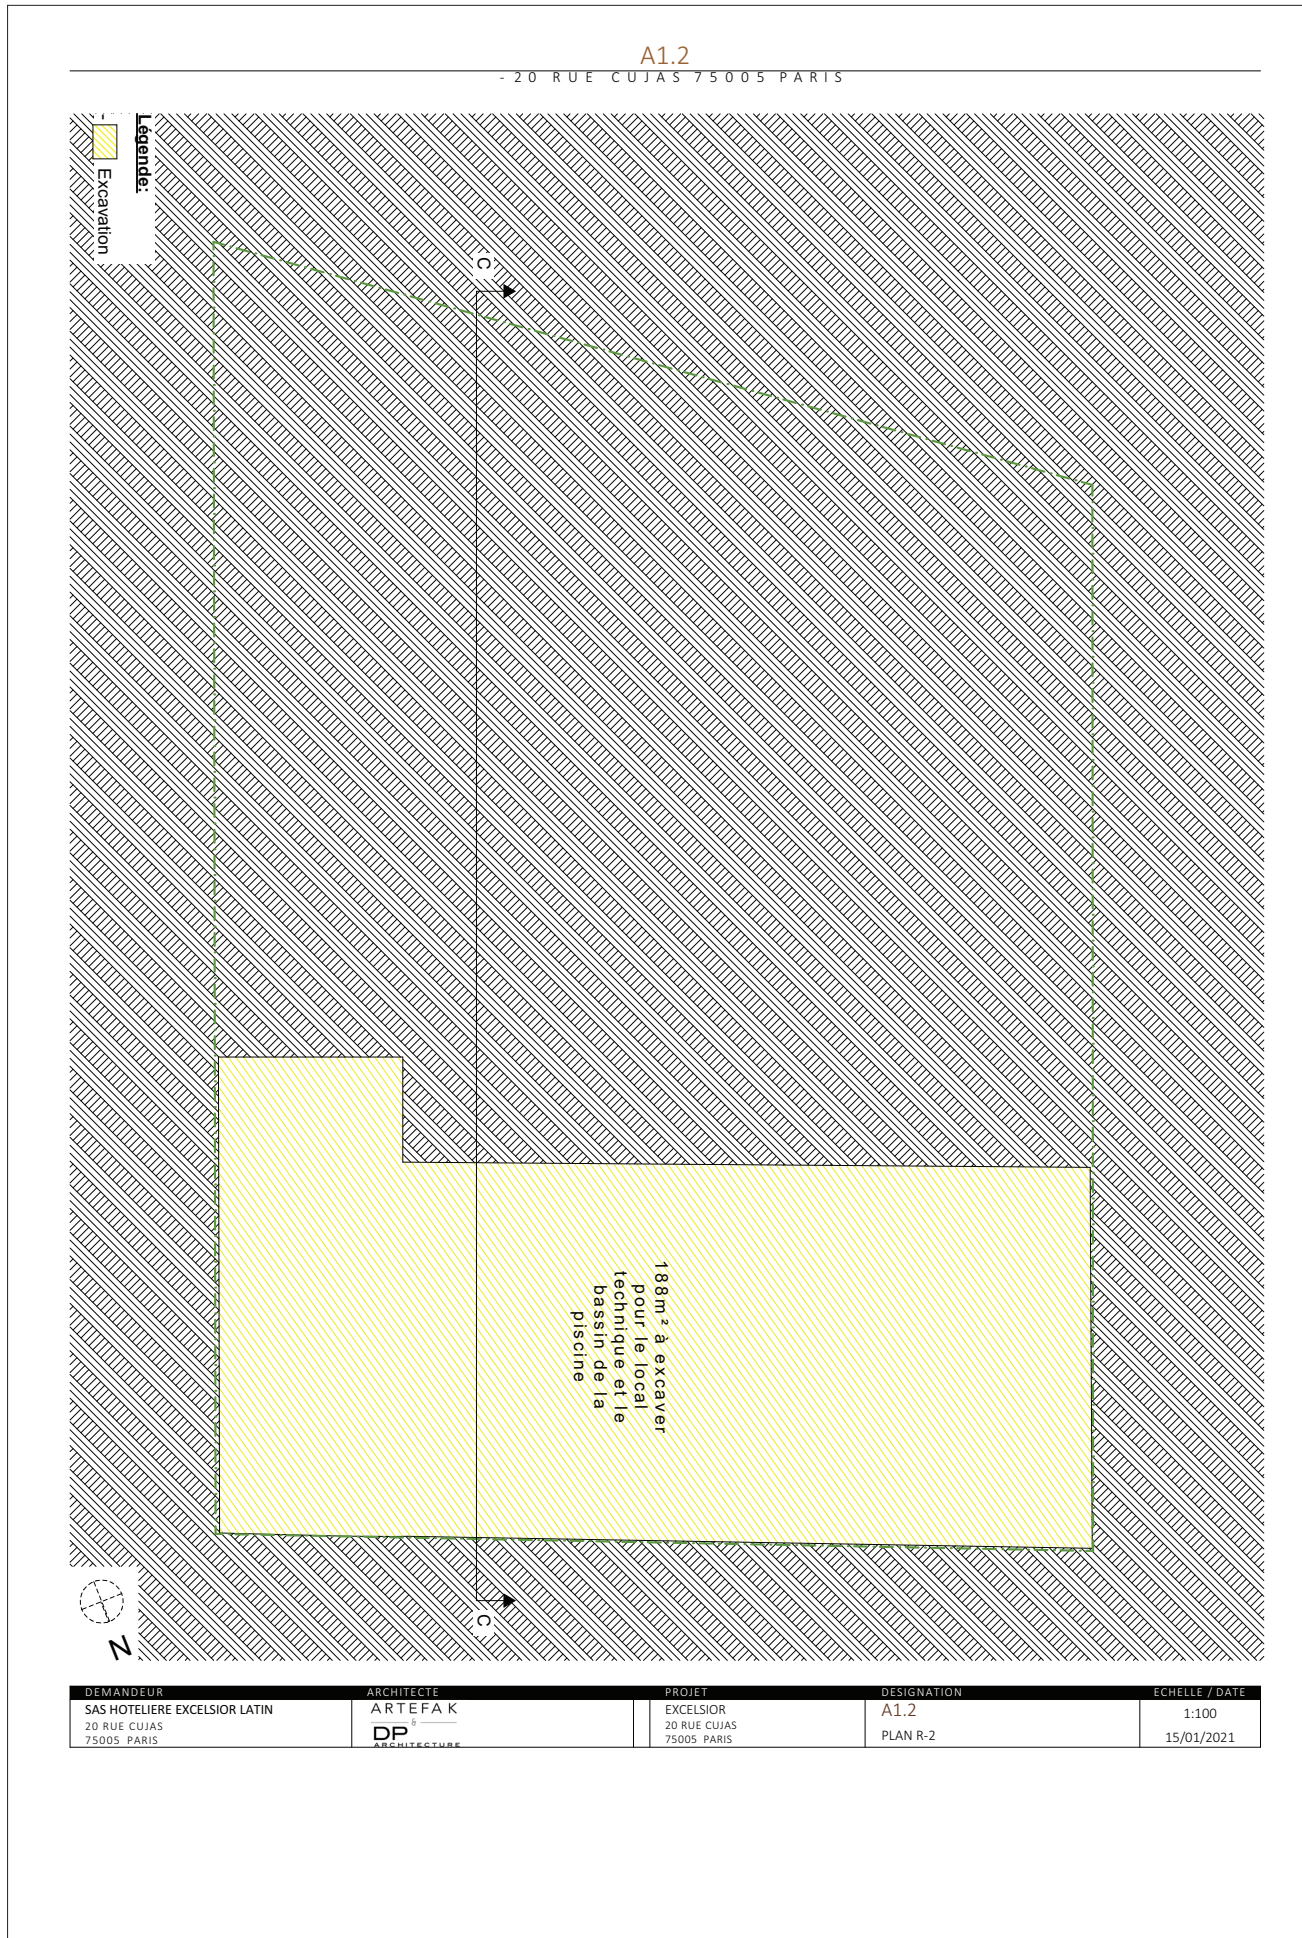 A1.2
- 20 RUE CUJAS 75005 PARIS
Légende:
Excavation
C
188m² à excaver
pour le local
technique et le
bassin de la
piscine
C
N
DEMANDEUR
SAS HOTELIERE EXCELSIOR LATIN
20 RUE CUJAS
75005 PARIS
ARCHITECTE
ARTEFAK
&
DP
ARCHITECTURE
PROJET
EXCELSIOR
20 RUE CUJAS
75005 PARIS
DESIGNATION
A1.2
PLAN R-2
ECHELLE / DATE
1:100
15/01/2021